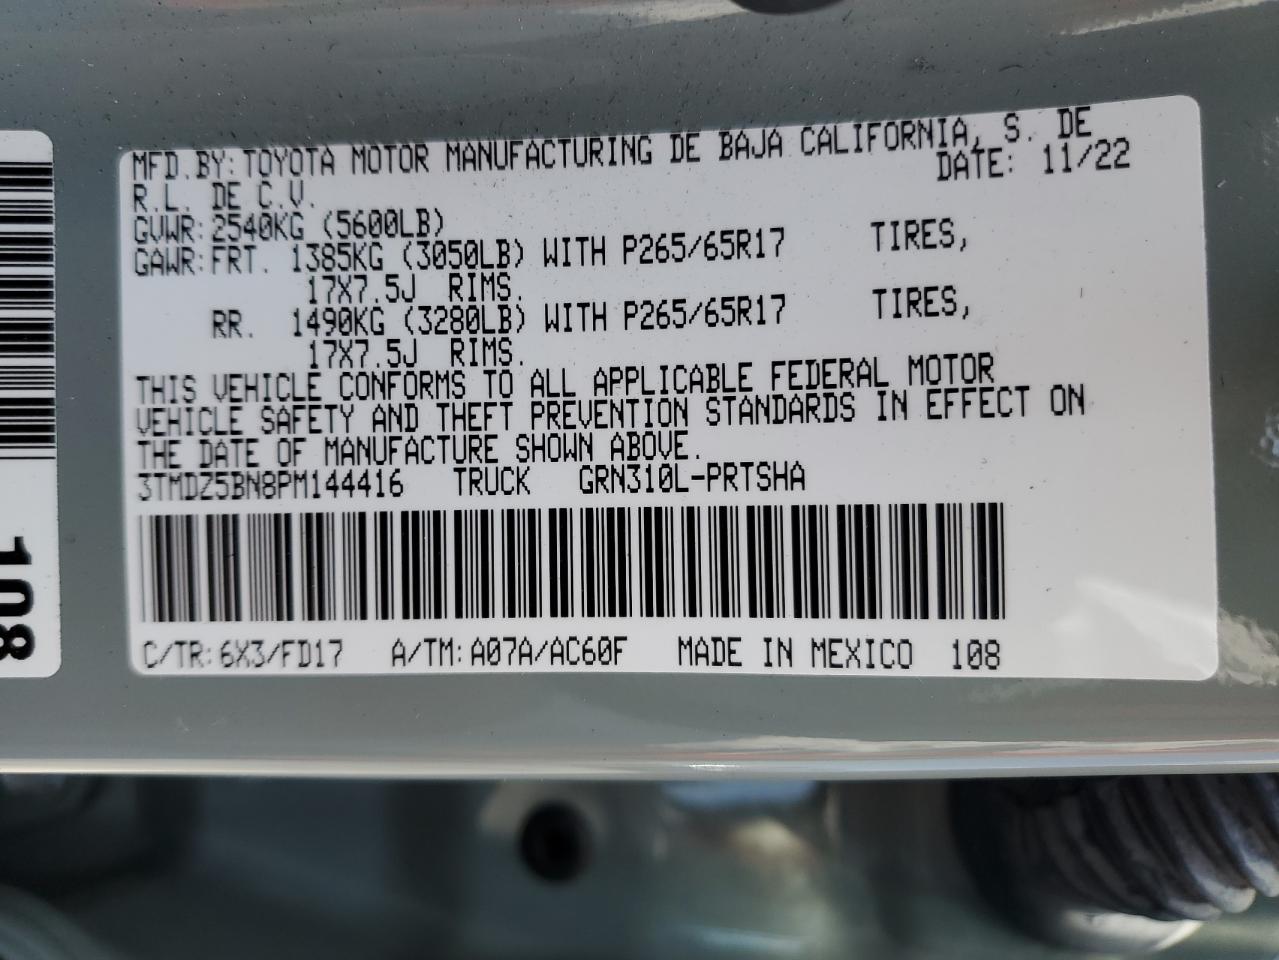 MFD.BY: TOYOTA MOTOR MANUFACTURING DE BAJA CALIFORNIA, S. DE
R.L. DE C.V. DATE: 11/22
GVWR: 2540KG (5600LB)
GAWR: FRT. 1385KG (3050LB) WITH P265/65R17 TIRES,
17X7.5J RIMS.
RR. 1490KG (3280LB) WITH P265/65R17 TIRES,
17X7.5J RIMS.
THIS VEHICLE CONFORMS TO ALL APPLICABLE FEDERAL MOTOR
VEHICLE SAFETY AND THEFT PREVENTION STANDARDS IN EFFECT ON
THE DATE OF MANUFACTURE SHOWN ABOVE.
3TMDZ5BN8PM144416 TRUCK GRN310L-PRTSHA
C/TR: 6X3/FD17 A/TM: A07A/AC60F MADE IN MEXICO 108
108